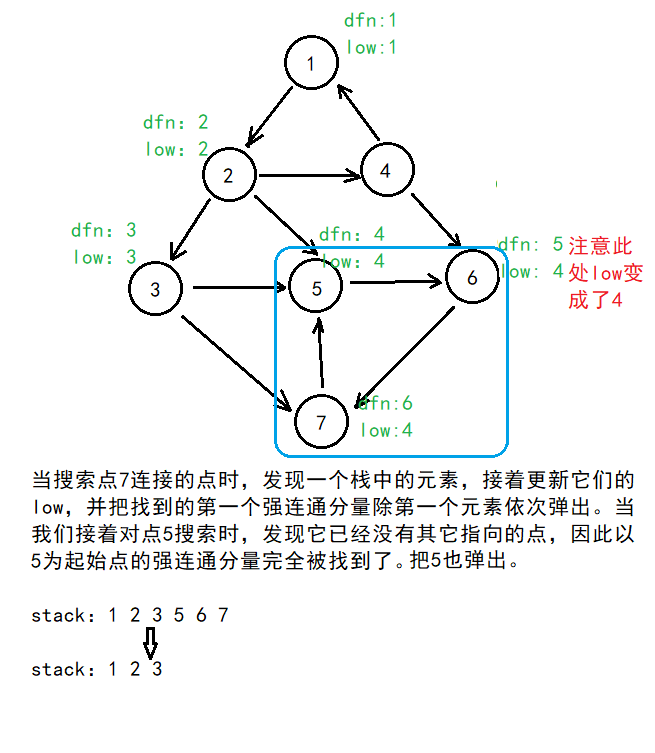 dfn:1
low:1
1
dfn: 2
low: 2
2
4
dfn: 3
low: 3
3
dfn: 4
low: 4
5
dfn: 5
low: 4
6
注意此
处low变
成了4
dfn:6
low:4
7
当搜索点7连接的点时，发现一个栈中的元素，接着更新它们的
low，并把找到的第一个强连通分量除第一个元素依次弹出。当
我们接着对点5搜索时，发现它已经没有其它指向的点，因此以
5为起始点的强连通分量完全被找到了。把5也弹出。
stack: 1 2 3 5 6 7
stack: 1 2 3